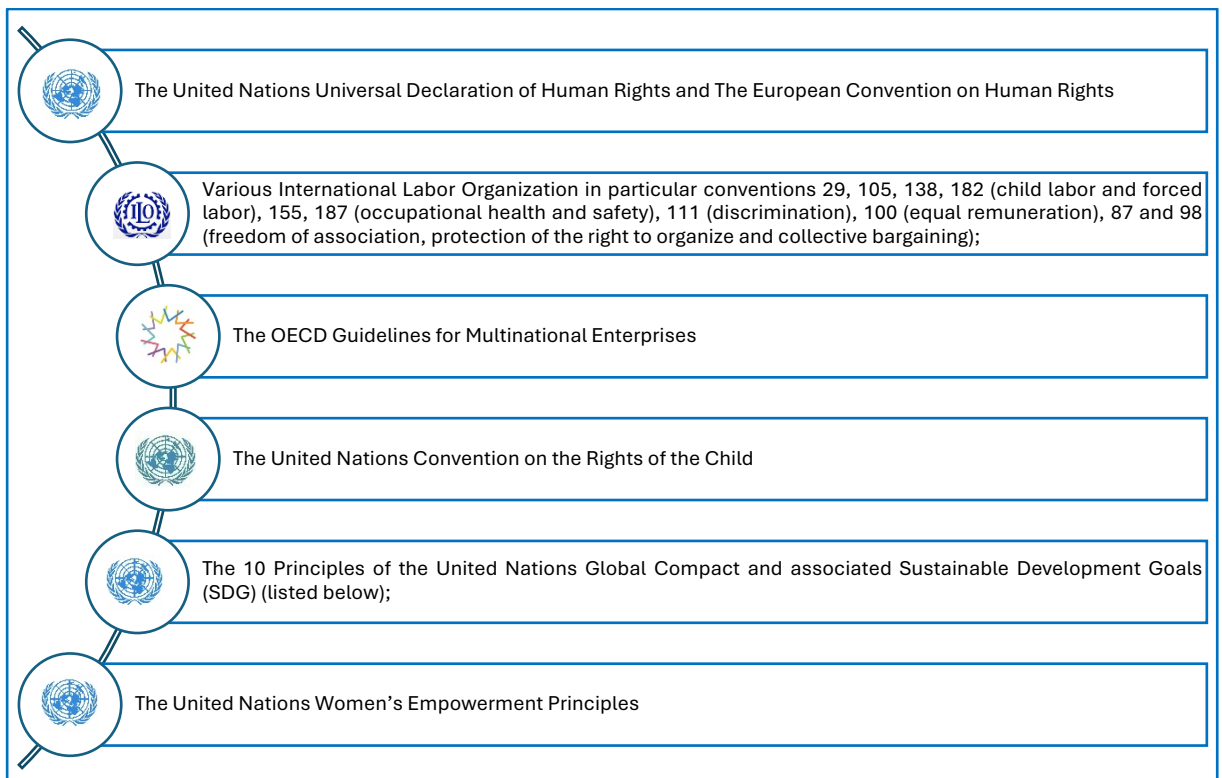 The United Nations Universal Declaration of Human Rights and The European Convention on Human Rights
ILO
Various International Labor Organization in particular conventions 29, 105, 138, 182 (child labor and forced
labor), 155, 187 (occupational health and safety), 111 (discrimination), 100 (equal remuneration), 87 and 98
(freedom of association, protection of the right to organize and collective bargaining);
The OECD Guidelines for Multinational Enterprises
The United Nations Convention on the Rights of the Child
The 10 Principles of the United Nations Global Compact and associated Sustainable Development Goals
(SDG) (listed below);
The United Nations Women’s Empowerment Principles